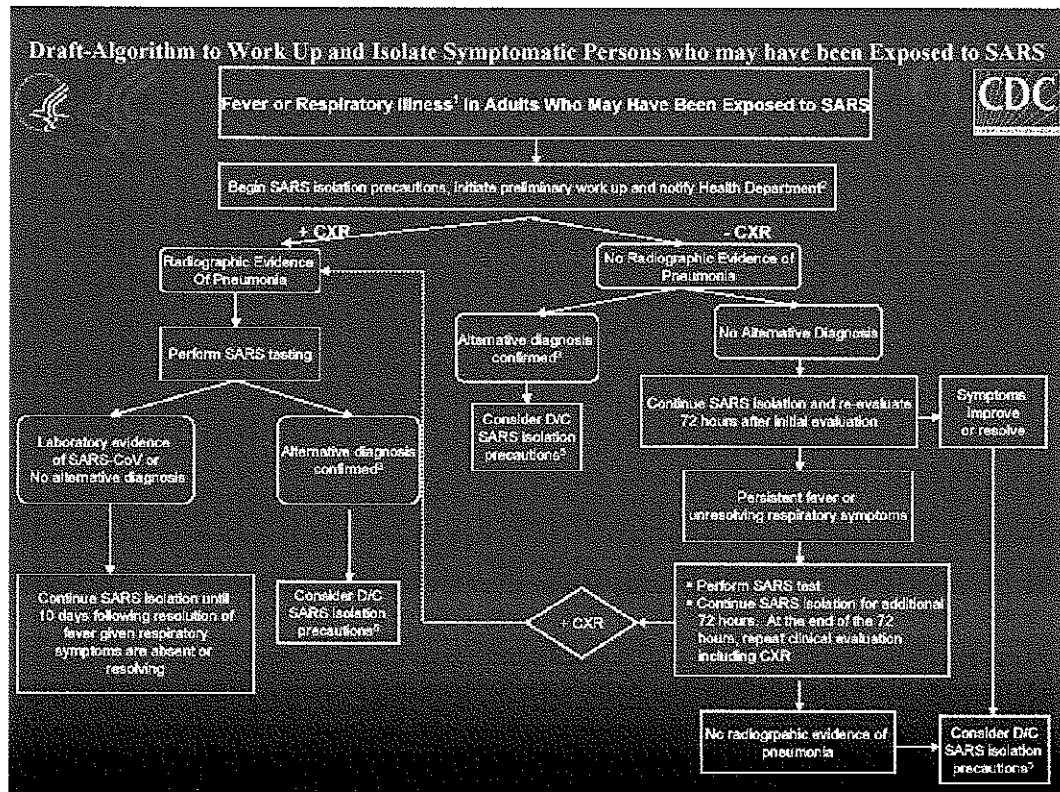 Draft-Algorithm to Work Up and Isolate Symptomatic Persons who may have been Exposed to SARS
CDC
Fever or Respiratory Illness¹ in Adults Who May Have Been Exposed to SARS
Begin SARS isolation precautions, initiate preliminary work up and notify Health Department²
+ CXR
- CXR
Radiographic Evidence
Of Pneumonia
No Radiographic Evidence of
Pneumonia
Perform SARS testing
Alternative diagnosis
confirmed³
No Alternative Diagnosis
Laboratory evidence
of SARS-CoV or
No alternative diagnosis
Alternative diagnosis
confirmed³
Consider D/C
SARS isolation
precautions⁵
Continue SARS isolation and re-evaluate
72 hours after initial evaluation
Symptoms
Improve
or resolve
Persistent fever or
unresolving respiratory symptoms
Continue SARS isolation until
10 days following resolution of
fever given respiratory
symptoms are absent or
resolving
Consider D/C
SARS isolation
precautions⁵
+ CXR
▪ Perform SARS test
▪ Continue SARS isolation for additional
72 hours. At the end of the 72
hours, repeat clinical evaluation
including CXR
No radiogrpahic evidence of
pneumonia
Consider D/C
SARS isolation
precautions⁵